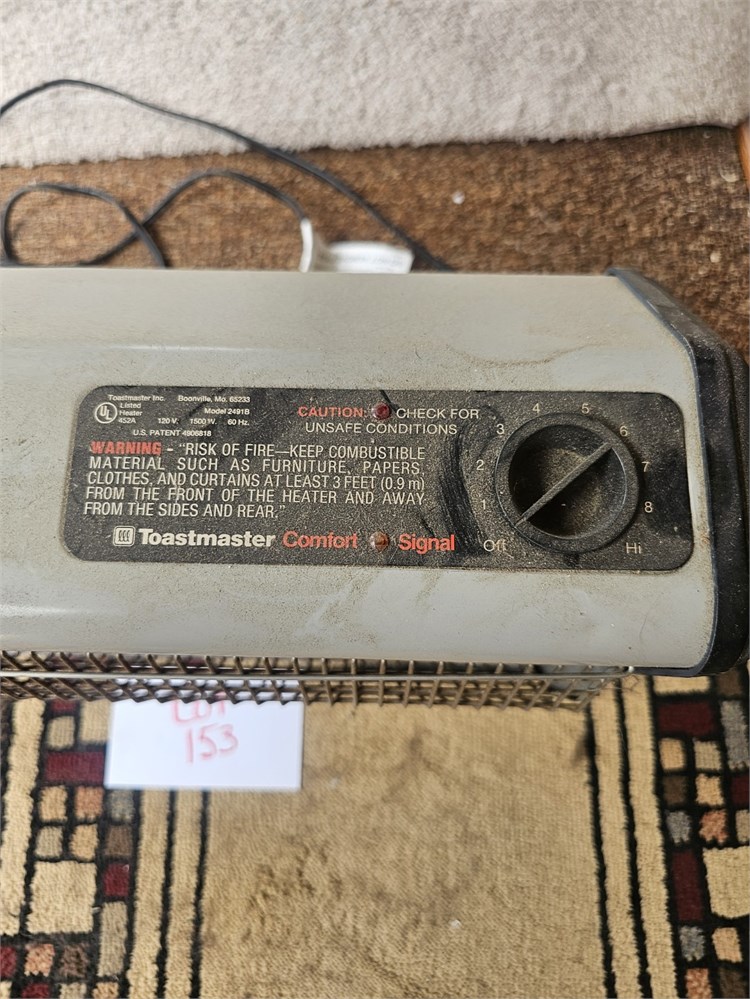 Toastmaster Inc. Boonville, Mo. 65233
UL
Listed
Heater Model 2491B
452A 120 V. 1500 W. 60 Hz.
U.S. PATENT 4906818
WARNING - "RISK OF FIRE—KEEP COMBUSTIBLE
MATERIAL SUCH AS FURNITURE, PAPERS,
CLOTHES, AND CURTAINS AT LEAST 3 FEET (0.9 m)
FROM THE FRONT OF THE HEATER AND AWAY
FROM THE SIDES AND REAR."
Toastmaster Comfort Signal
CAUTION: CHECK FOR
UNSAFE CONDITIONS
Off 1 2 3 4 5 6 7 8 Hi
LOT
153